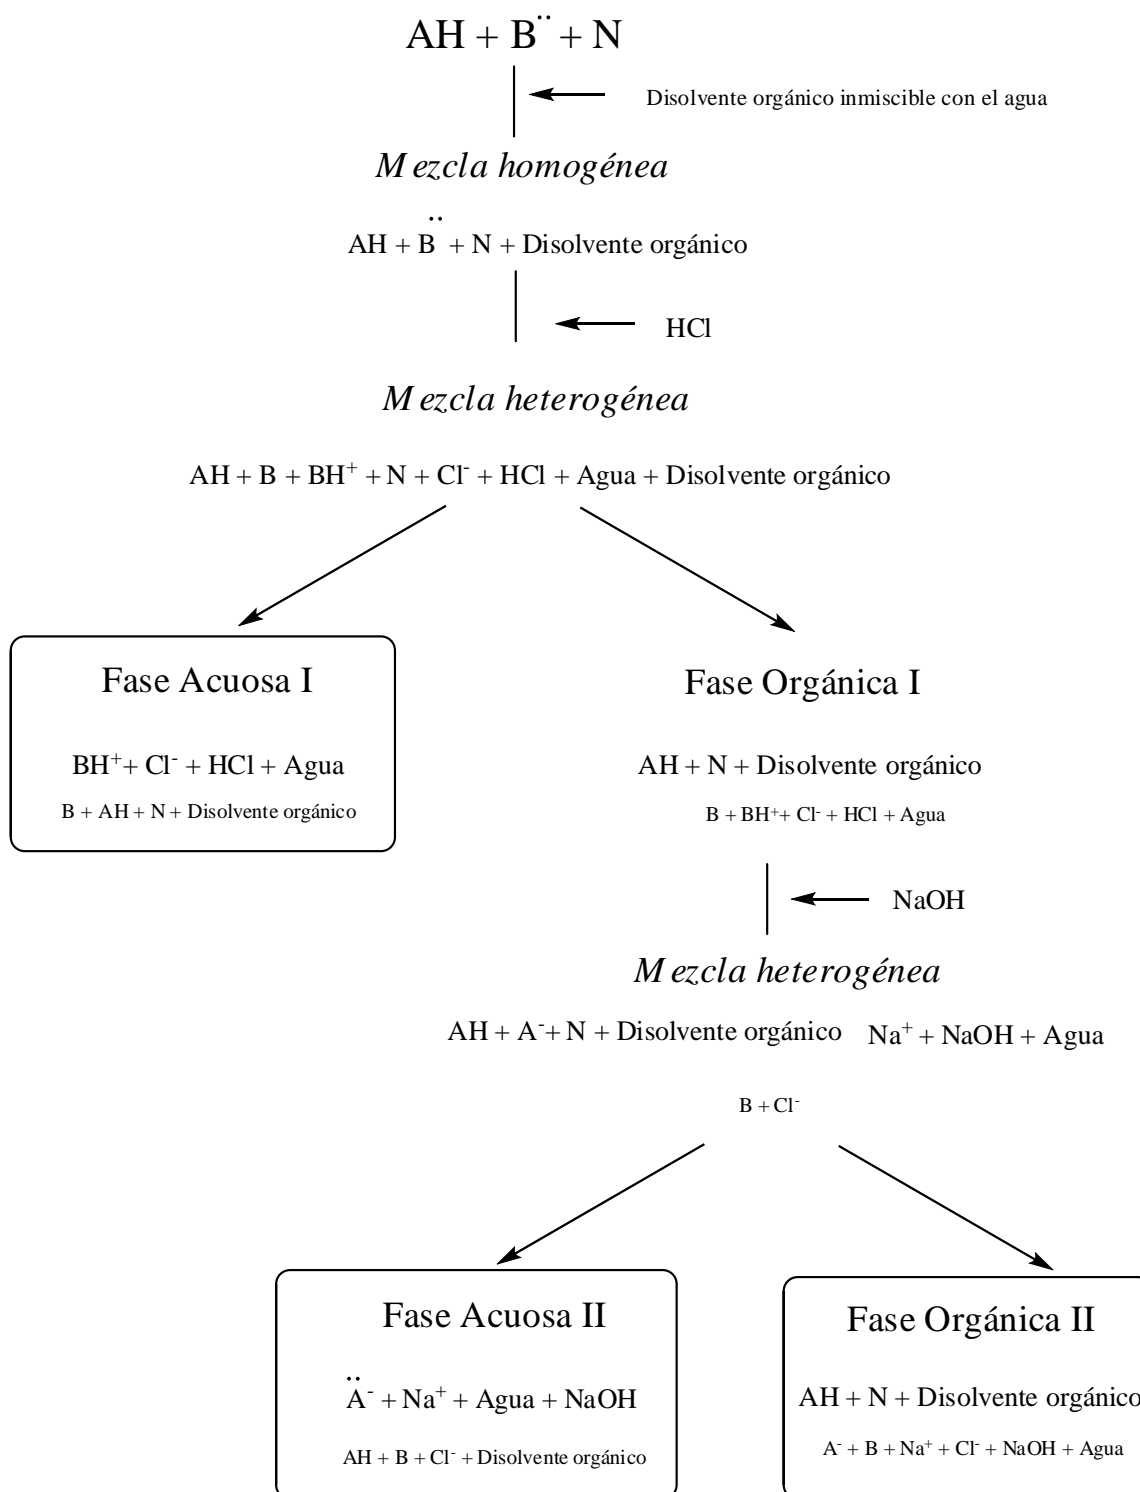 AH + B̈ + N
Disolvente orgánico inmiscible con el agua
Mezcla homogénea
AH + B̈ + N + Disolvente orgánico
HCl
Mezcla heterogénea
AH + B + BH⁺ + N + Cl⁻ + HCl + Agua + Disolvente orgánico
Fase Acuosa I
BH⁺ + Cl⁻ + HCl + Agua
B + AH + N + Disolvente orgánico
Fase Orgánica I
AH + N + Disolvente orgánico
B + BH⁺ + Cl⁻ + HCl + Agua
NaOH
Mezcla heterogénea
AH + A⁻ + N + Disolvente orgánico Na⁺ + NaOH + Agua
B + Cl⁻
Fase Acuosa II
Ä⁻ + Na⁺ + Agua + NaOH
AH + B + Cl⁻ + Disolvente orgánico
Fase Orgánica II
AH + N + Disolvente orgánico
A⁻ + B + Na⁺ + Cl⁻ + NaOH + Agua